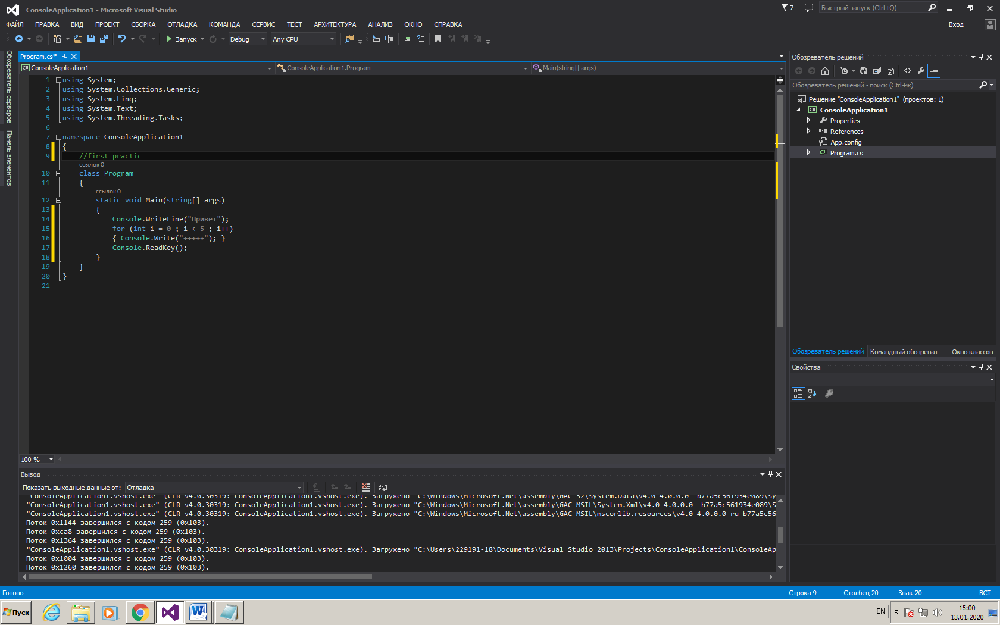 ConsoleApplication1 - Microsoft Visual Studio
7
Быстрый запуск (Ctrl+Q)
ФАЙЛ ПРАВКА ВИД ПРОЕКТ СБОРКА ОТЛАДКА КОМАНДА СЕРВИС ТЕСТ АРХИТЕКТУРА АНАЛИЗ ОКНО СПРАВКА
Вход
Запуск Debug Any CPU
Обозреватель серверов
Панель элементов
Program.cs*
ConsoleApplication1 ConsoleApplication1.Program Main(string[] args)
1 using System;
2 using System.Collections.Generic;
3 using System.Linq;
4 using System.Text;
5 using System.Threading.Tasks;
6
7 namespace ConsoleApplication1
8 {
9 //first practic
ссылок 0
10 class Program
11 {
ссылок 0
12 static void Main(string[] args)
13 {
14 Console.WriteLine("Привет");
15 for (int i = 0 ; i < 5 ; i++)
16 { Console.Write("+++++"); }
17 Console.ReadKey();
18 }
19 }
20 }
21
100 %
Обозреватель решений
Обозреватель решений - поиск (Ctrl+ж)
Решение "ConsoleApplication1" (проектов: 1)
ConsoleApplication1
Properties
References
App.config
Program.cs
Обозреватель решений Командный обозреват... Окно классов
Свойства
Вывод
Показать выходные данные от: Отладка
"ConsoleApplication1.vshost.exe" (CLR v4.0.30319: ConsoleApplication1.vshost.exe). Загружено "C:\Windows\Microsoft.Net\assembly\GAC_32\System.Data\v4.0_4.0.0.0__b77a5c561934e089\Sy
"ConsoleApplication1.vshost.exe" (CLR v4.0.30319: ConsoleApplication1.vshost.exe). Загружено "C:\Windows\Microsoft.Net\assembly\GAC_MSIL\System.Xml\v4.0_4.0.0.0__b77a5c561934e089\S
"ConsoleApplication1.vshost.exe" (CLR v4.0.30319: ConsoleApplication1.vshost.exe). Загружено "C:\Windows\Microsoft.Net\assembly\GAC_MSIL\mscorlib.resources\v4.0_4.0.0.0_ru_b77a5c56
Поток 0x1144 завершился с кодом 259 (0x103).
Поток 0xca8 завершился с кодом 259 (0x103).
Поток 0x1364 завершился с кодом 259 (0x103).
"ConsoleApplication1.vshost.exe" (CLR v4.0.30319: ConsoleApplication1.vshost.exe). Загружено "C:\Users\229191-18\Documents\Visual Studio 2013\Projects\ConsoleApplication1\ConsoleAp
Поток 0x1004 завершился с кодом 259 (0x103).
Поток 0x1260 завершился с кодом 259 (0x103).
Готово Строка 9 Столбец 20 Знак 20 ВСТ
Пуск
EN
15:00
13.01.2020